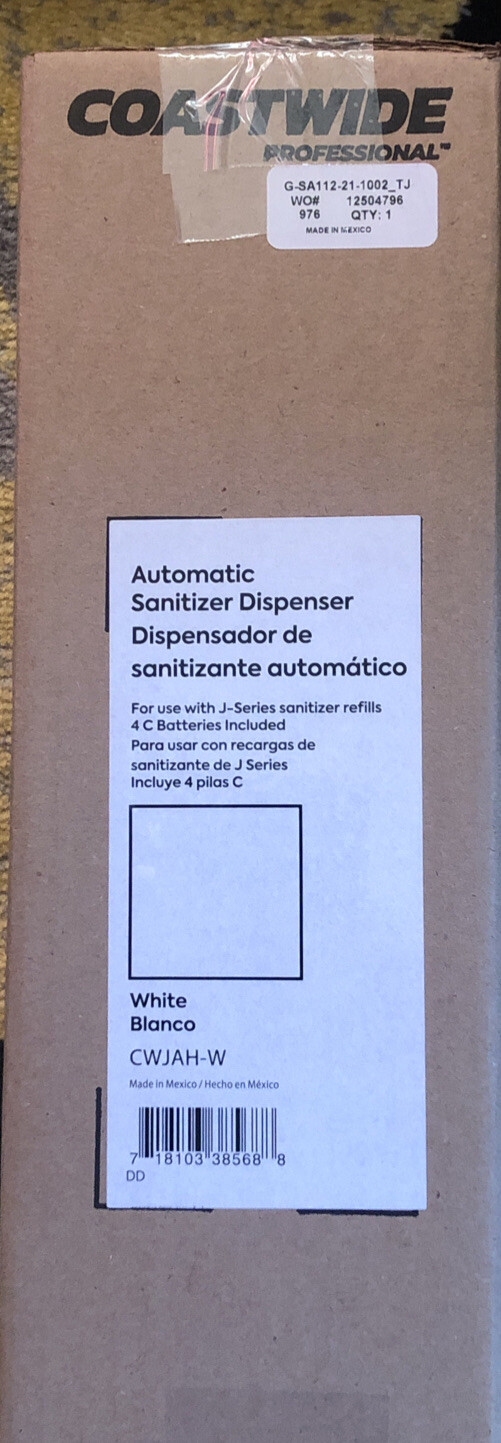 COASTWIDE
PROFESSIONAL™
G-SA112-21-1002_TJ
WO# 12504796
976 QTY: 1
MADE IN MEXICO
Automatic
Sanitizer Dispenser
Dispensador de
sanitizante automático
For use with J-Series sanitizer refills
4 C Batteries Included
Para usar con recargas de
sanitizante de J Series
Incluye 4 pilas C
White
Blanco
CWJAH-W
Made in Mexico / Hecho en México
7 18103 38568 8
DD